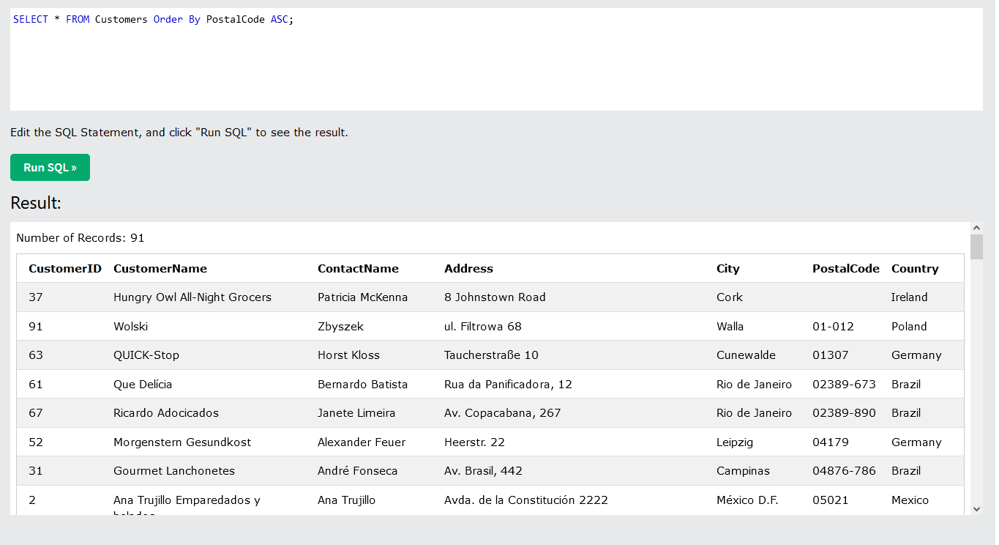 SELECT * FROM Customers Order By PostalCode ASC;
Edit the SQL Statement, and click "Run SQL" to see the result.
Run SQL »
Result:
Number of Records: 91
CustomerID CustomerName ContactName Address City PostalCode Country
37 Hungry Owl All-Night Grocers Patricia McKenna 8 Johnstown Road Cork Ireland
91 Wolski Zbyszek ul. Filtrowa 68 Walla 01-012 Poland
63 QUICK-Stop Horst Kloss Taucherstraße 10 Cunewalde 01307 Germany
61 Que Delícia Bernardo Batista Rua da Panificadora, 12 Rio de Janeiro 02389-673 Brazil
67 Ricardo Adocicados Janete Limeira Av. Copacabana, 267 Rio de Janeiro 02389-890 Brazil
52 Morgenstern Gesundkost Alexander Feuer Heerstr. 22 Leipzig 04179 Germany
31 Gourmet Lanchonetes André Fonseca Av. Brasil, 442 Campinas 04876-786 Brazil
2 Ana Trujillo Emparedados y Ana Trujillo Avda. de la Constitución 2222 México D.F. 05021 Mexico